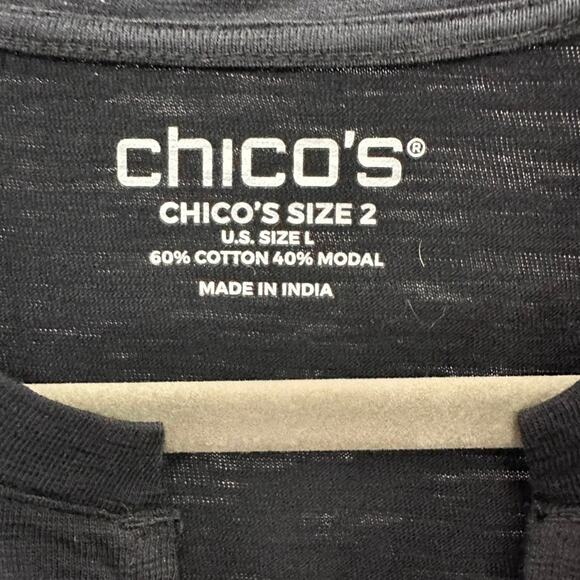 chico's®
CHICO'S SIZE 2
U.S. SIZE L
60% COTTON 40% MODAL
MADE IN INDIA